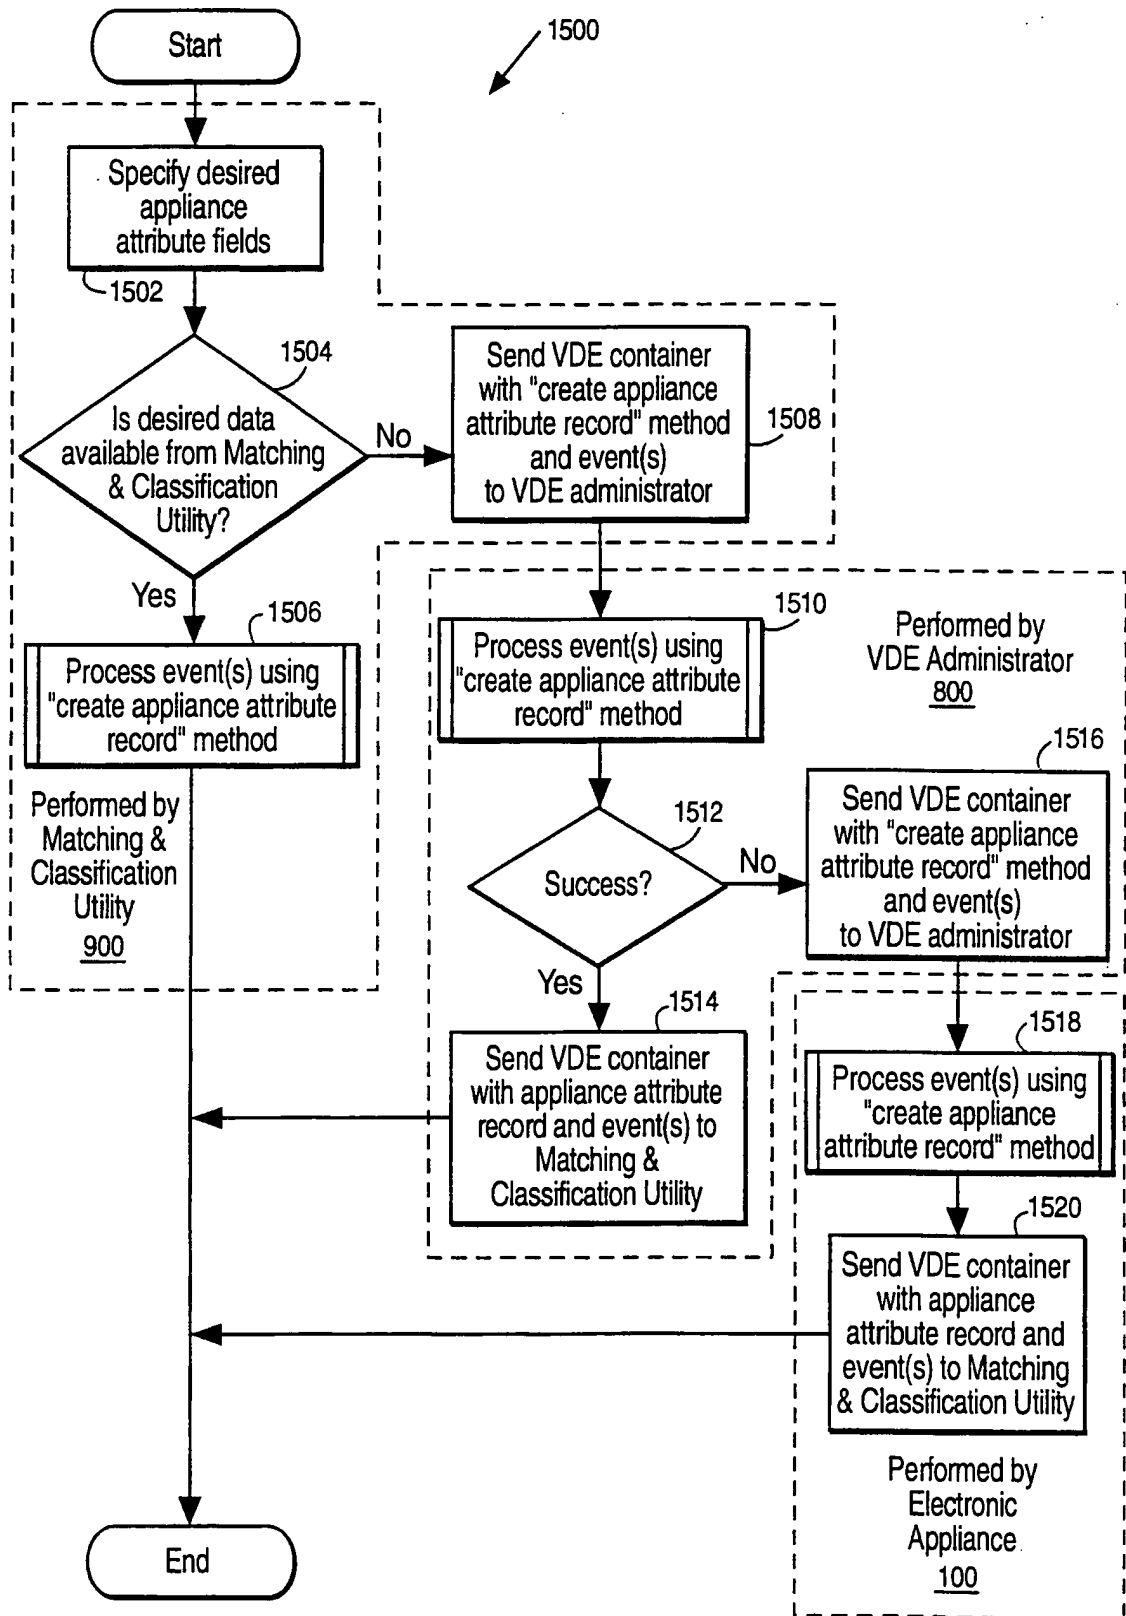 Start
1500
Specify desired
appliance
attribute fields
1502
1504
Is desired data
available from Matching
& Classification
Utility?
No
Yes
Send VDE container
with "create appliance
attribute record" method
and event(s)
to VDE administrator
1508
1506
Process event(s) using
"create appliance attribute
record" method
Performed by
Matching &
Classification
Utility
900
1510
Process event(s) using
"create appliance attribute
record" method
Performed by
VDE Administrator
800
1512
Success?
No
Yes
1516
Send VDE container
with "create appliance
attribute record" method
and event(s)
to VDE administrator
1514
Send VDE container
with appliance attribute
record and event(s) to
Matching &
Classification Utility
1518
Process event(s) using
"create appliance
attribute record" method
1520
Send VDE container
with appliance
attribute record and
event(s) to Matching
& Classification Utility
Performed by
Electronic
Appliance
100
End